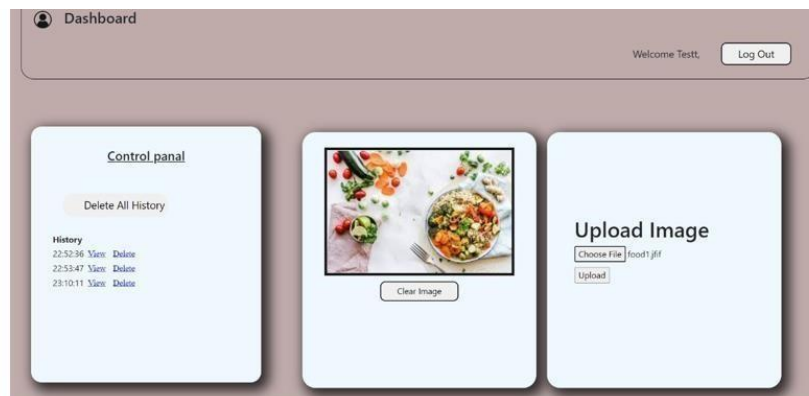 Dashboard
Welcome Testt,
Log Out
Control panal
Delete All History
History
22:52:36 View Delete
22:53:47 View Delete
23:10:11 View Delete
Clear Image
Upload Image
Choose File food1.jfif
Upload